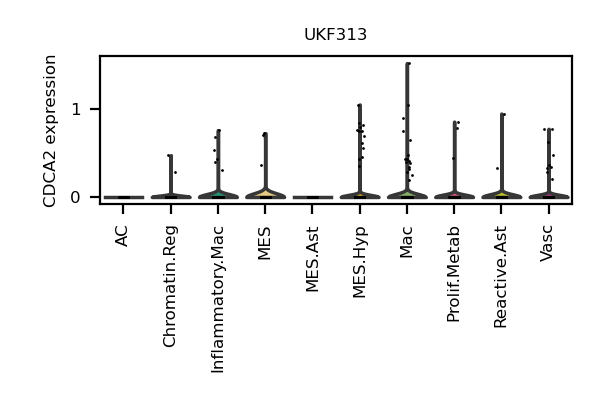 UKF313
CDCA2 expression
1
0
AC
Chromatin.Reg
Inflammatory.Mac
MES
MES.Ast
MES.Hyp
Mac
Prolif.Metab
Reactive.Ast
Vasc